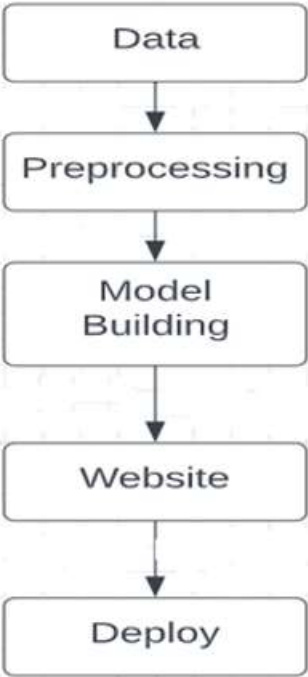 Data
Preprocessing
Model
Building
Website
Deploy